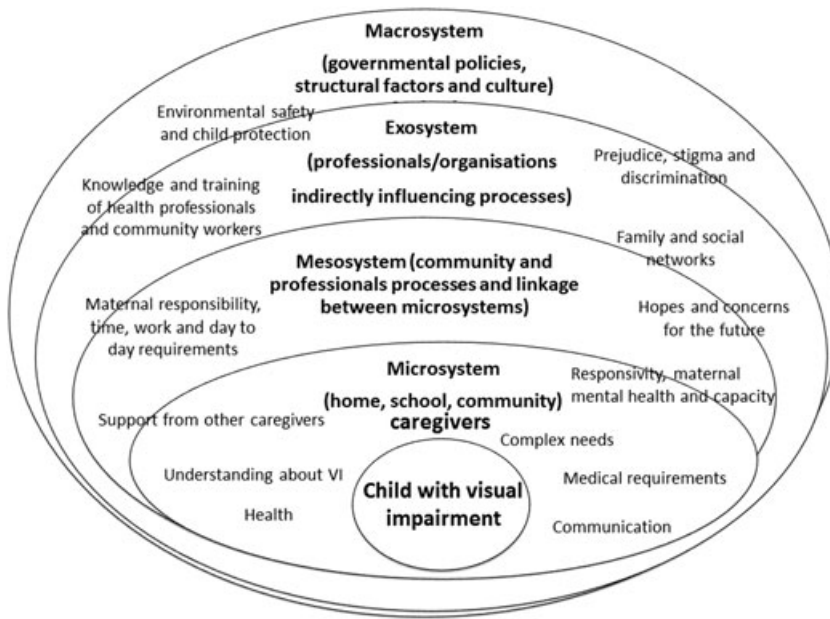 Macrosystem
(governmental policies,
structural factors and culture)
Environmental safety
and child protection
Exosystem
(professionals/organisations
indirectly influencing processes)
Prejudice, stigma and
discrimination
Knowledge and training
of health professionals
and community workers
Family and social
networks
Mesosystem (community and
professionals processes and linkage
between microsystems)
Maternal responsibility,
time, work and day to
day requirements
Hopes and concerns
for the future
Microsystem
(home, school, community)
caregivers
Responsivity, maternal
mental health and capacity
Support from other caregivers
Complex needs
Understanding about VI
Medical requirements
Child with visual
impairment
Health
Communication